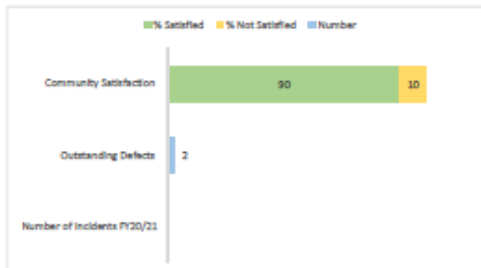 % Satisfied % Not Satisfied Number
Community Satisfaction 90 10
Outstanding Defects 2
Number of Incidents FY20/21